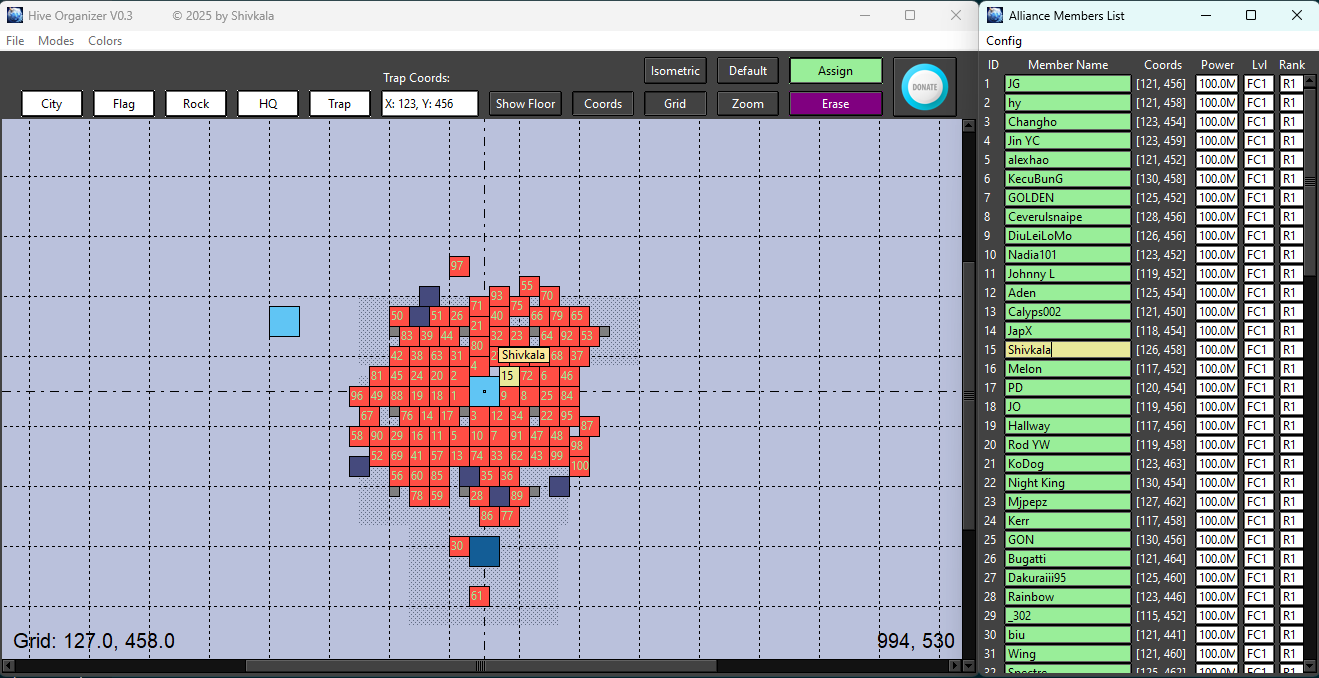 Hive Organizer V0.3 © 2025 by Shivkala
File Modes Colors
Trap Coords:
Isometric Default Assign
City Flag Rock HQ Trap X: 123, Y: 456 Show Floor Coords Grid Zoom Erase
DONATE
97
55
93 70
71 75
50 51 26 40 66 79 65
21
83 39 44 32 23 64 92 53
80
42 38 63 31 2 Shivkala 68 37
4
81 45 24 20 2 15 72 6 46
96 49 88 19 18 1 9 8 25 84
67 76 14 17 3 12 34 22 95
87
58 90 29 16 11 5 10 7 91 47 48
98
52 69 41 57 13 74 33 62 43 99
100
56 60 85 35 36
78 59 28 89
86 77
30
61
Grid: 127.0, 458.0
994, 530
Alliance Members List
Config
ID Member Name Coords Power Lvl Rank
1 JG [121, 456] 100.0M FC1 R1
2 hy [121, 458] 100.0M FC1 R1
3 Changho [123, 454] 100.0M FC1 R1
4 Jin YC [123, 459] 100.0M FC1 R1
5 alexhao [121, 452] 100.0M FC1 R1
6 KecuBunG [130, 458] 100.0M FC1 R1
7 GOLDEN [125, 452] 100.0M FC1 R1
8 Ceverulsnaipe [128, 456] 100.0M FC1 R1
9 DiuLeiLoMo [126, 456] 100.0M FC1 R1
10 Nadia101 [123, 452] 100.0M FC1 R1
11 Johnny L [119, 452] 100.0M FC1 R1
12 Aden [125, 454] 100.0M FC1 R1
13 Calyps002 [121, 450] 100.0M FC1 R1
14 JapX [118, 454] 100.0M FC1 R1
15 Shivkala [126, 458] 100.0M FC1 R1
16 Melon [117, 452] 100.0M FC1 R1
17 PD [120, 454] 100.0M FC1 R1
18 JO [119, 456] 100.0M FC1 R1
19 Hallway [117, 456] 100.0M FC1 R1
20 Rod YW [119, 458] 100.0M FC1 R1
21 KoDog [123, 463] 100.0M FC1 R1
22 Night King [130, 454] 100.0M FC1 R1
23 Mjpepz [127, 462] 100.0M FC1 R1
24 Kerr [117, 458] 100.0M FC1 R1
25 GON [130, 456] 100.0M FC1 R1
26 Bugatti [121, 464] 100.0M FC1 R1
27 Dakuraiii95 [125, 460] 100.0M FC1 R1
28 Rainbow [123, 446] 100.0M FC1 R1
29 _302 [115, 452] 100.0M FC1 R1
30 biu [121, 441] 100.0M FC1 R1
31 Wing [121, 460] 100.0M FC1 R1